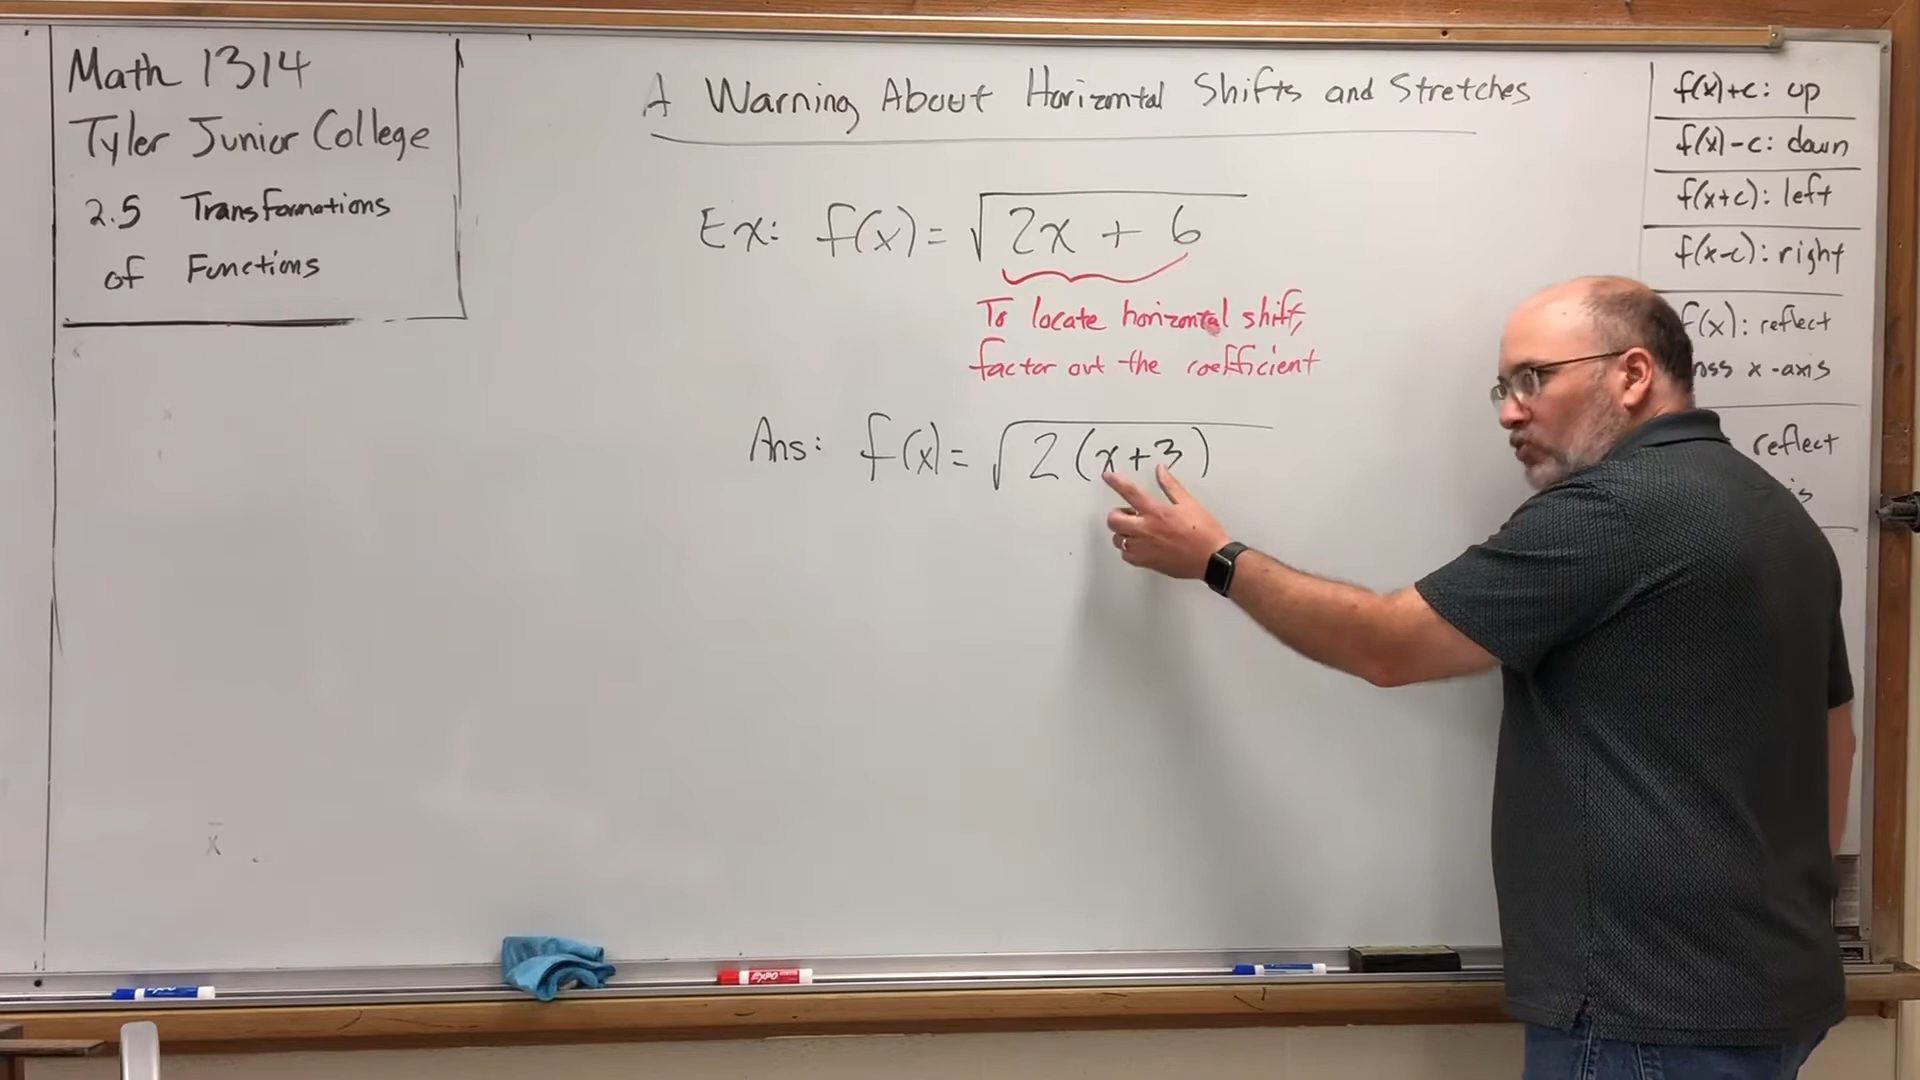 Math 1314
Tyler Junior College
2.5 Transformations
of Functions
A Warning About Horizontal Shifts and Stretches
Ex: f(x) = √2x + 6
To locate horizontal shift,
factor out the coefficient
Ans: f(x) = √2(x+3)
f(x)+c: up
f(x)-c: down
f(x+c): left
f(x-c): right
f(x): reflect
x-axis
reflect
x
EXPO